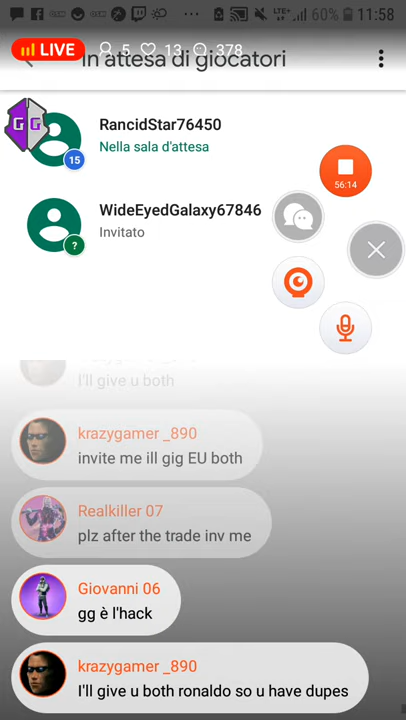 60% 11:58
LIVE 5 13 378
In attesa di giocatori
GG
RancidStar76450
15
Nella sala d'attesa
56:14
WideEyedGalaxy67846
?
Invitato
I'll give u both
krazygamer _890
invite me ill gig EU both
Realkiller 07
plz after the trade inv me
Giovanni 06
gg è l'hack
krazygamer _890
I'll give u both ronaldo so u have dupes